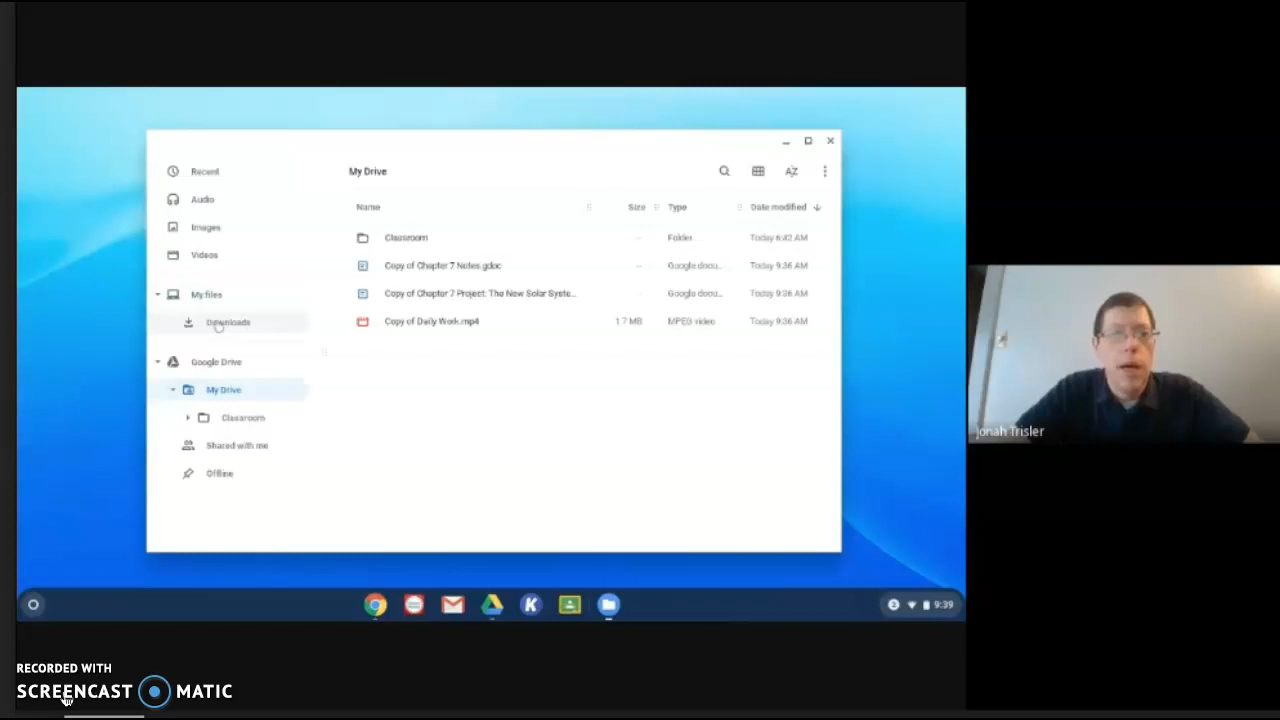 Recent
Audio
Images
Videos
My files
Downloads
Google Drive
My Drive
Classroom
Shared with me
Offline
My Drive
Name Size Type Date modified
Classroom -- Folder Today 6:42 AM
Copy of Chapter 7 Notes.gdoc -- Google docu... Today 9:36 AM
Copy of Chapter 7 Project: The New Solar Syste... -- Google docu... Today 9:36 AM
Copy of Daily Work.mp4 1.7 MB MPEG video Today 9:36 AM
K
2 9:39
Jonah Trisler
RECORDED WITH
SCREENCAST MATIC